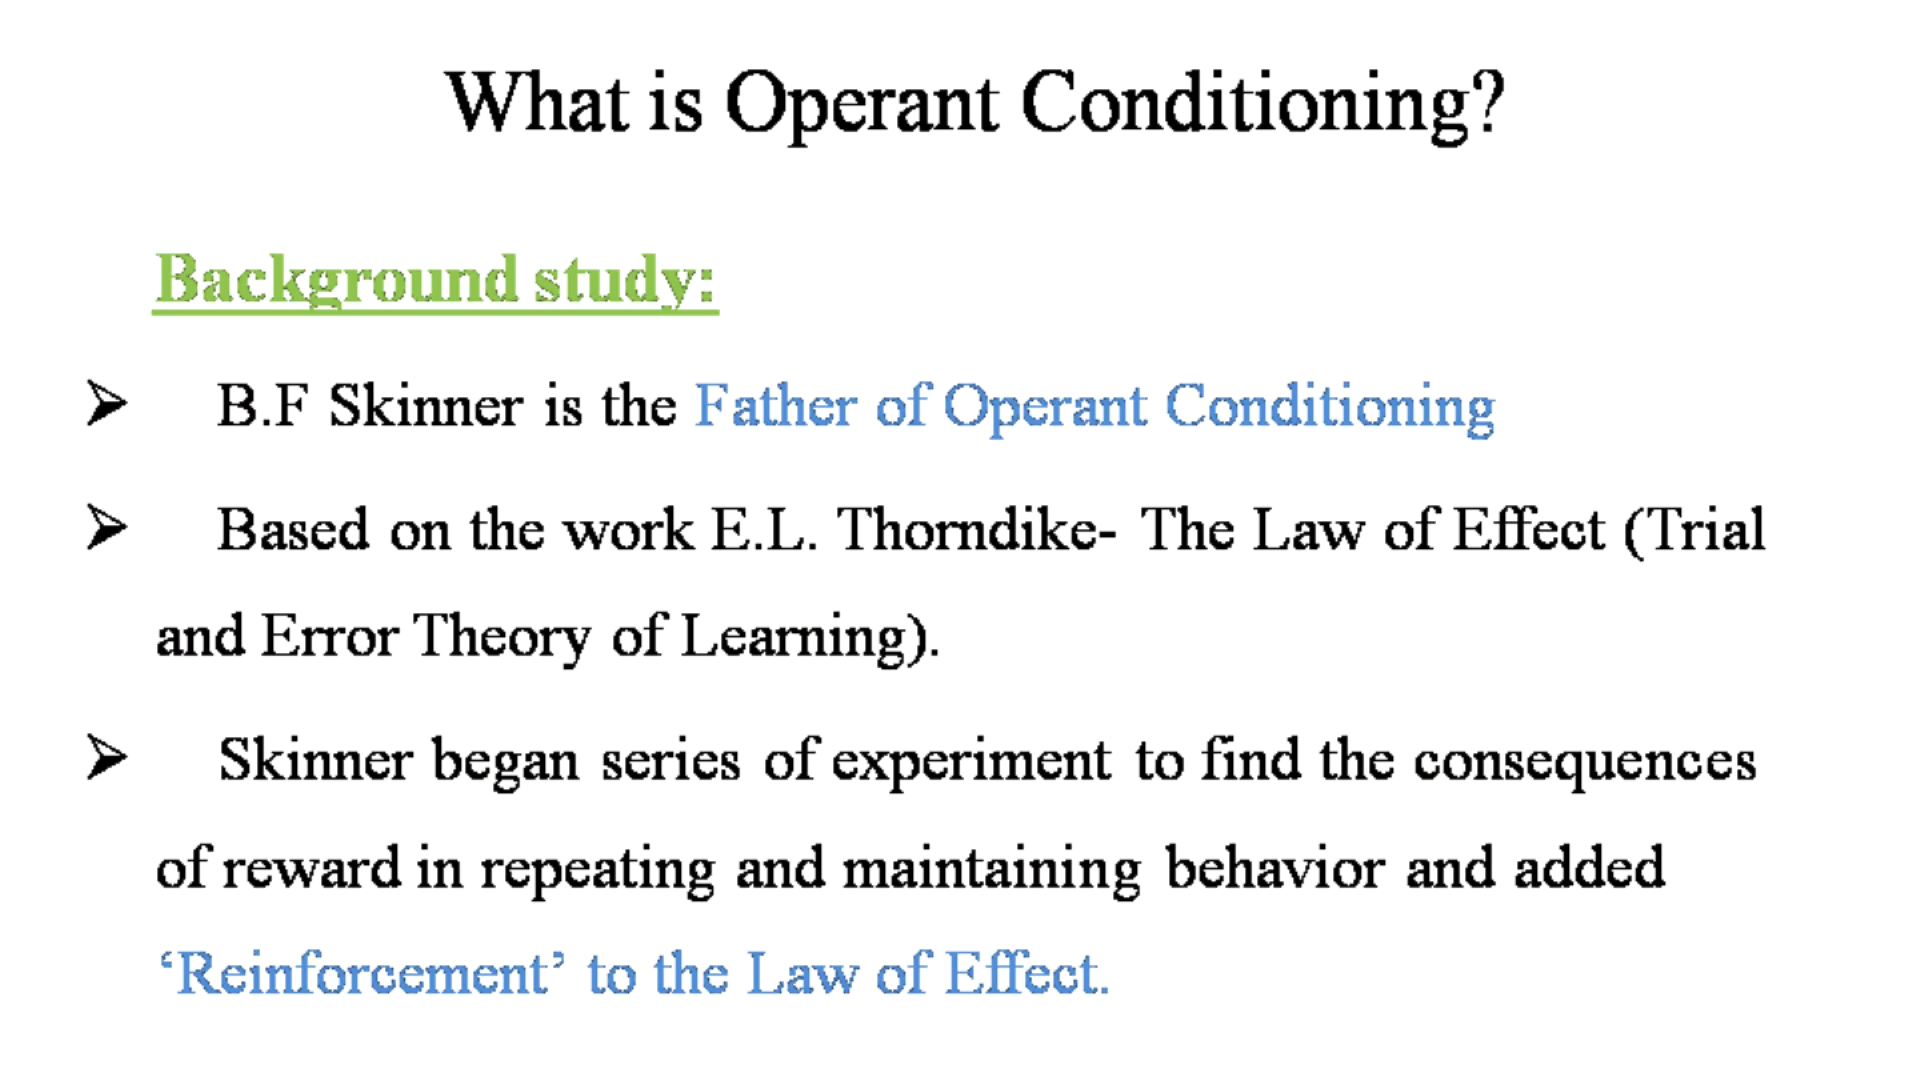 What is Operant Conditioning?
Background study:
➢ B.F Skinner is the Father of Operant Conditioning
➢ Based on the work E.L. Thorndike- The Law of Effect (Trial
and Error Theory of Learning).
➢ Skinner began series of experiment to find the consequences
of reward in repeating and maintaining behavior and added
‘Reinforcement’ to the Law of Effect.